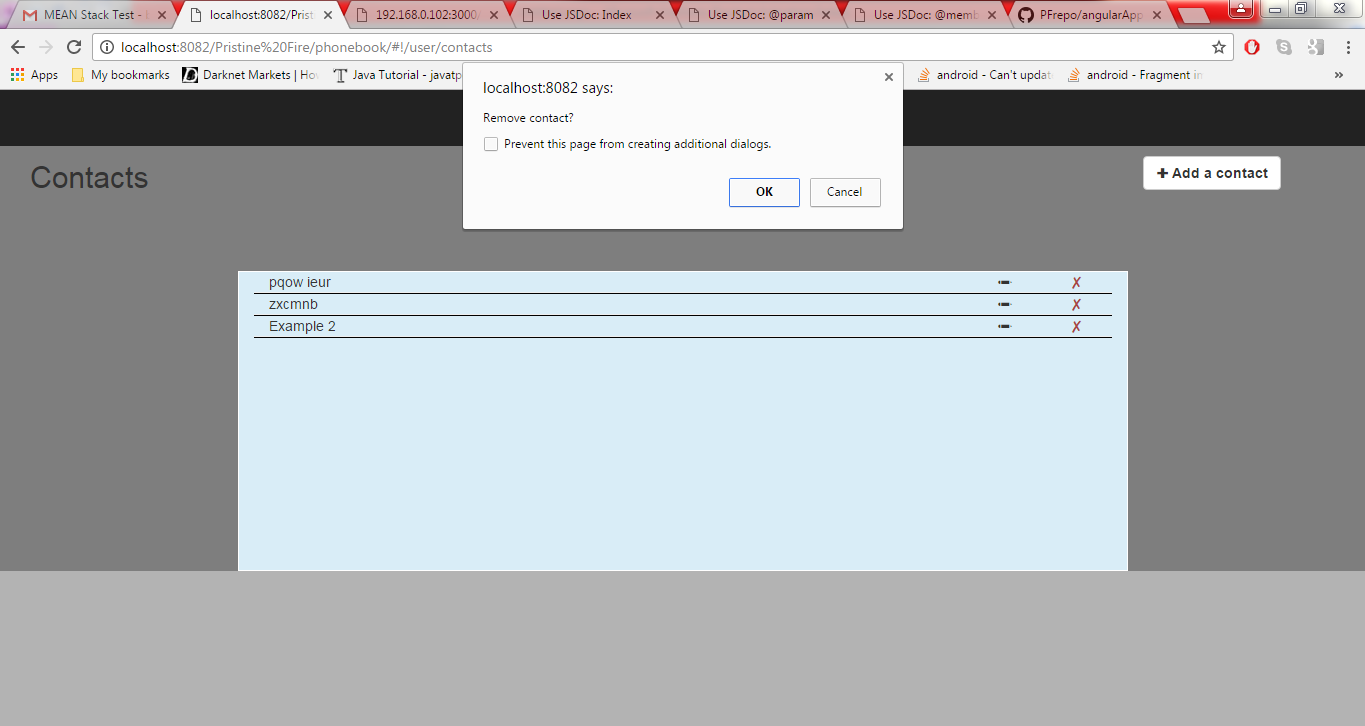 MEAN Stack Test -
localhost:8082/Prist
192.168.0.102:3000/
Use JSDoc: Index
Use JSDoc: @param
Use JSDoc: @memb
PFrepo/angularApp
localhost:8082/Pristine%20Fire/phonebook/#!/user/contacts
Apps
My bookmarks
Darknet Markets | Ho
Java Tutorial - javatp
android - Can't updat
android - Fragment in
»
localhost:8082 says:
Remove contact?
Prevent this page from creating additional dialogs.
OK
Cancel
Contacts
Add a contact
pqow ieur
zxcmnb
Example 2